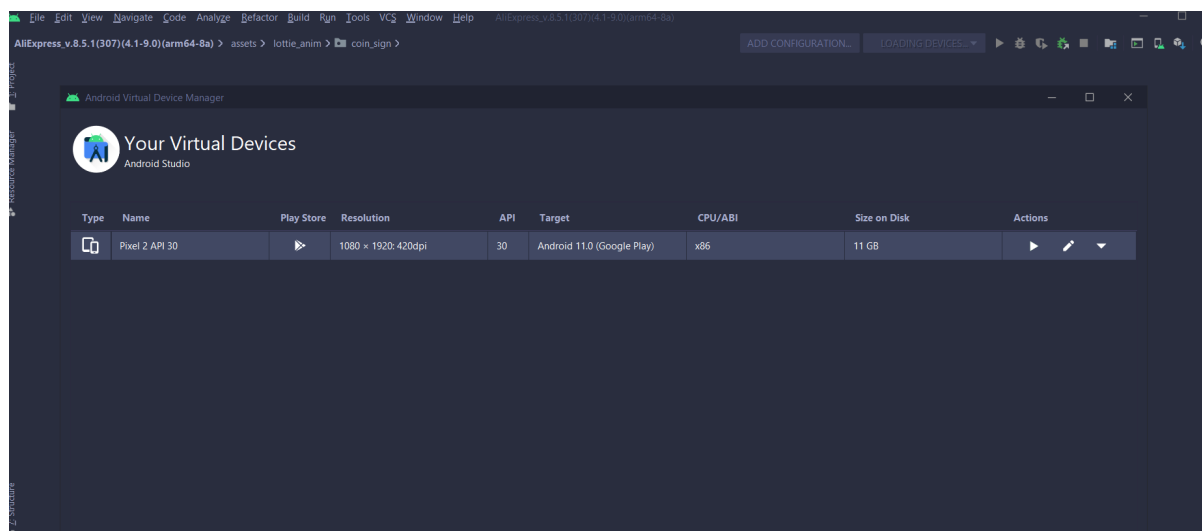 File Edit View Navigate Code Analyze Refactor Build Run Tools VCS Window Help AliExpress_v.8.5.1(307)(4.1-9.0)(arm64-8a)
AliExpress_v.8.5.1(307)(4.1-9.0)(arm64-8a) > assets > lottie_anim > coin_sign >
ADD CONFIGURATION... LOADING DEVICES...
1: Project
Resource Manager
Android Virtual Device Manager
Your Virtual Devices
Android Studio
Type Name Play Store Resolution API Target CPU/ABI Size on Disk Actions
Pixel 2 API 30 1080 × 1920: 420dpi 30 Android 11.0 (Google Play) x86 11 GB
Z: Structure